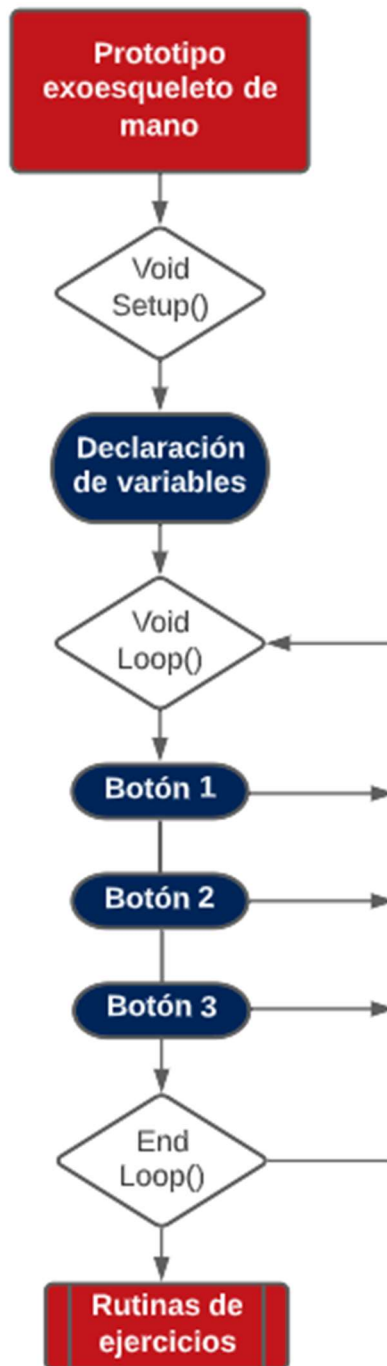 Prototipo
exoesqueleto de
mano
Void
Setup()
Declaración
de variables
Void
Loop()
Botón 1
Botón 2
Botón 3
End
Loop()
Rutinas de
ejercicios